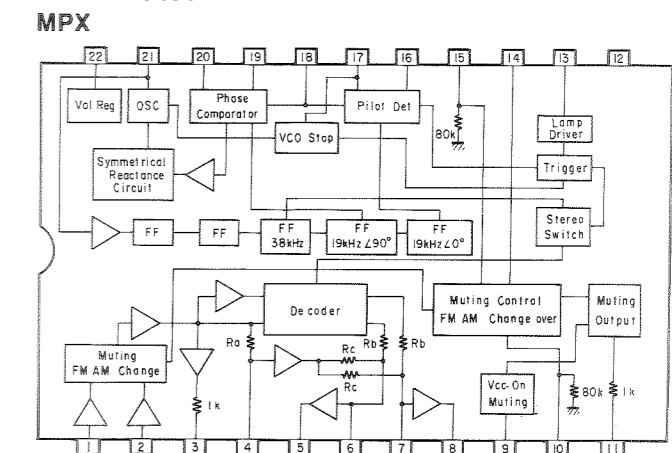 MPX
22 21 20 19 18 17 16 15 14 13 12
Vol Reg
OSC
Phase
Comparator
Pilot Det
VCO Stop
80k
Lamp
Driver
Trigger
Symmetrical
Reactance
Circuit
Stereo
Switch
FF
FF
FF
38kHz
FF
19kHz∠90°
FF
19kHz∠0°
Decoder
Muting Control
FM AM Change over
Muting
Output
Muting
FM AM Change
Ra
Rb
Rb
Rc
Rc
Vcc-On
Muting
80k
1k
1k
1 2 3 4 5 6 7 8 9 10 11